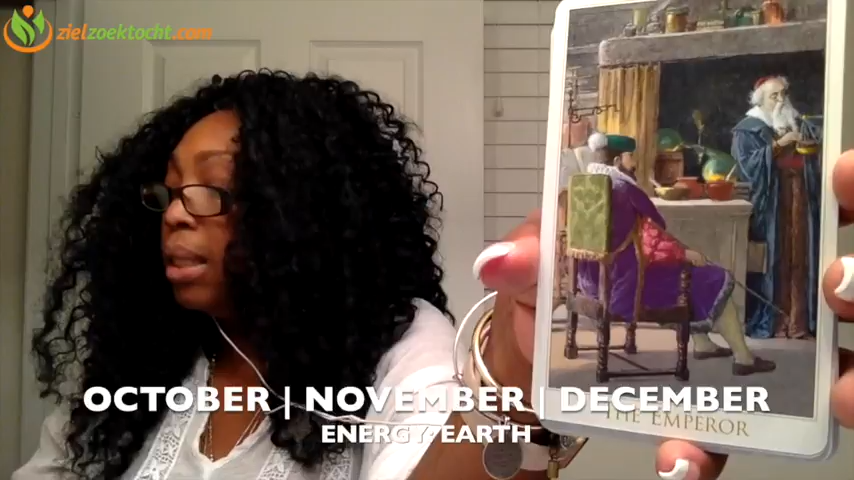 zielzoektocht.com
OCTOBER | NOVEMBER | DECEMBER
ENERGY: EARTH
THE EMPEROR